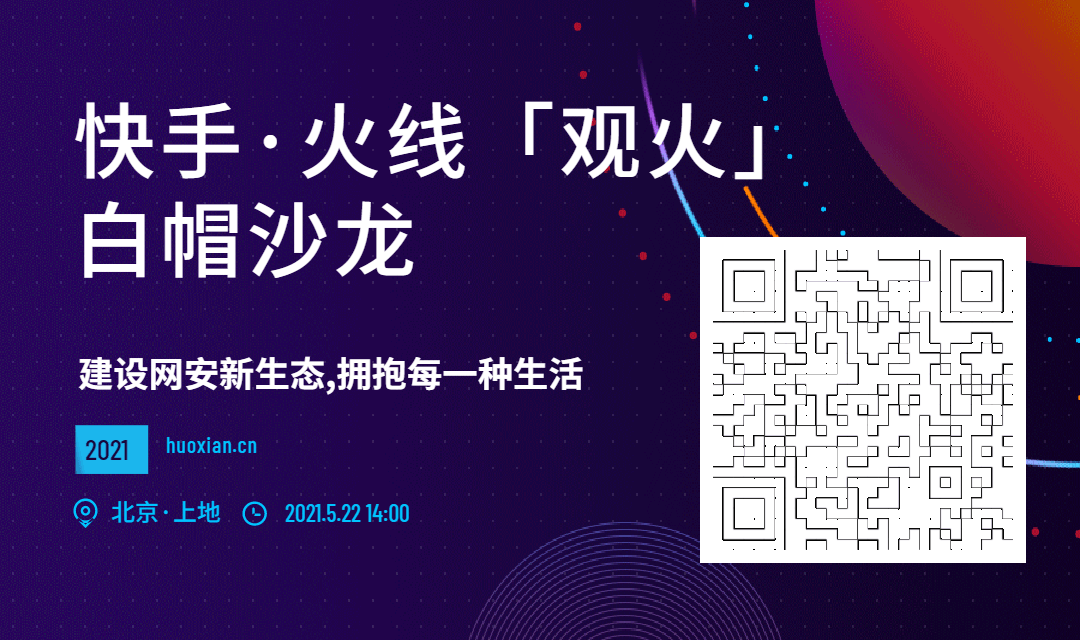 快手·火线「观火」
白帽沙龙
建设网安新生态,拥抱每一种生活
2021 huoxian.cn
北京·上地 2021.5.22 14:00